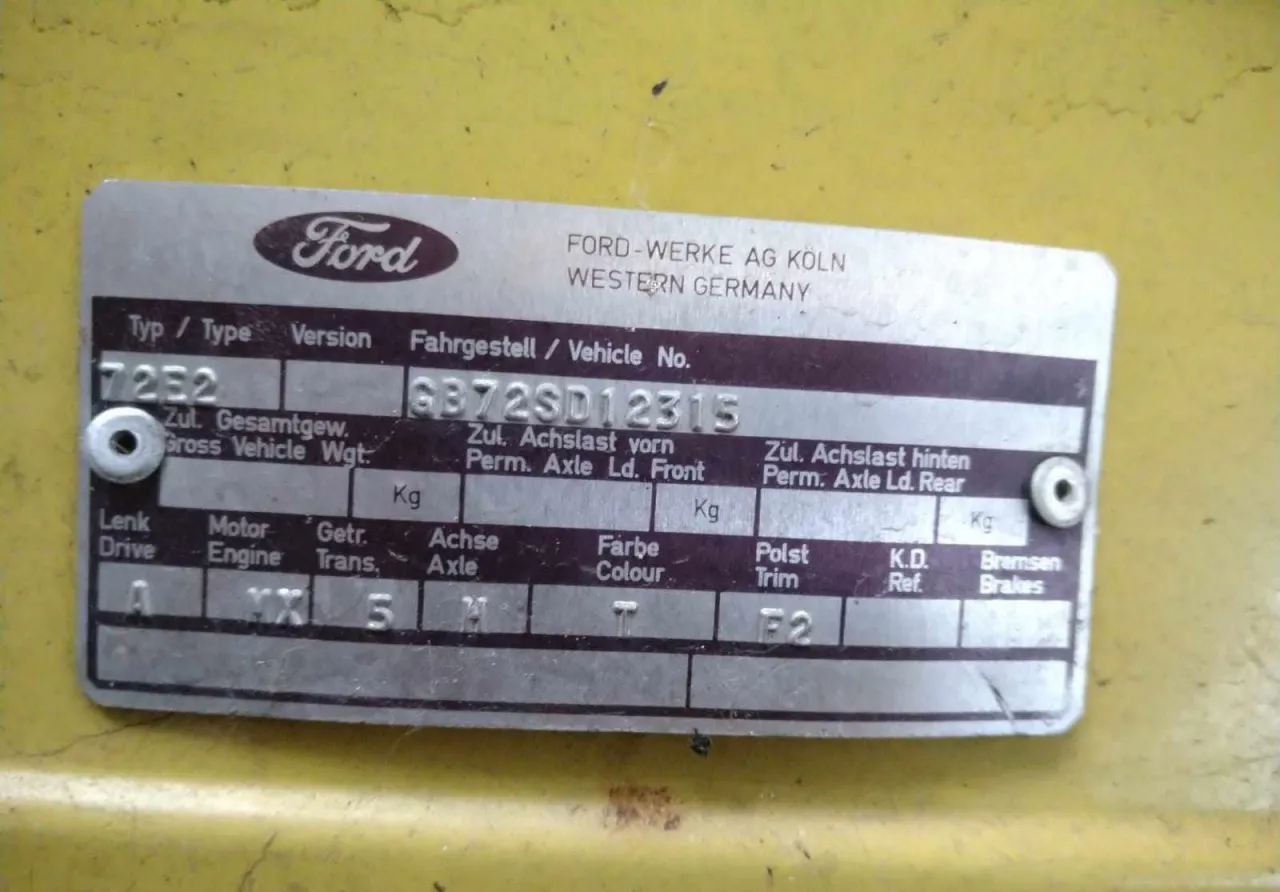 Ford
FORD-WERKE AG KÖLN
WESTERN GERMANY
Typ / Type Version Fahrgestell / Vehicle No.
72E2 GB72SD12315
Zul. Gesamtgew. Zul. Achslast vorn Zul. Achslast hinten
Gross Vehicle Wgt. Perm. Axle Ld. Front Perm. Axle Ld. Rear
Kg Kg Kg
Lenk Motor Getr. Achse Farbe Polst K.D. Bremsen
Drive Engine Trans. Axle Colour Trim Ref. Brakes
A MX 5 M T F2